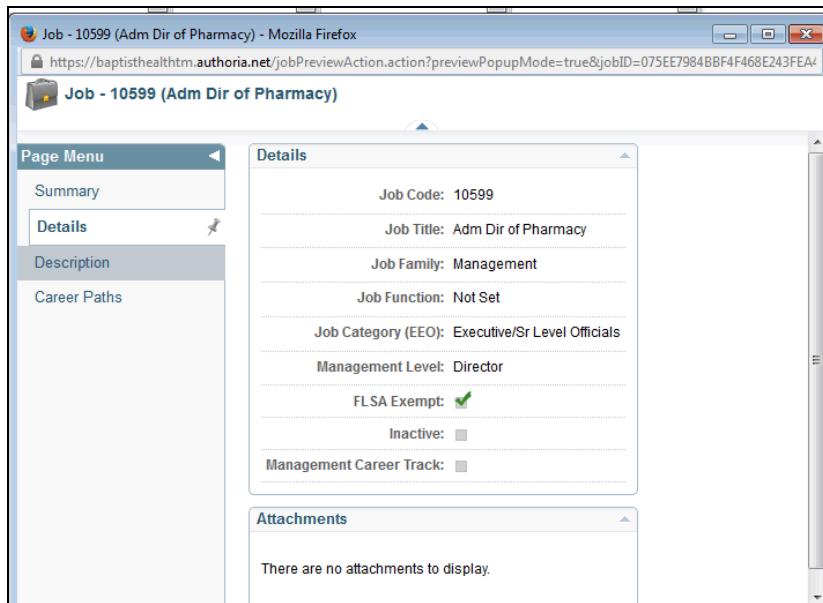 Job - 10599 (Adm Dir of Pharmacy) - Mozilla Firefox
https://baptisthealthtm.authoria.net/jobPreviewAction.action?previewPopupMode=true&jobID=075EE7984BBF4F468E243FEA4
Job - 10599 (Adm Dir of Pharmacy)
Page Menu
Summary
Details
Description
Career Paths
Details
Job Code: 10599
Job Title: Adm Dir of Pharmacy
Job Family: Management
Job Function: Not Set
Job Category (EEO): Executive/Sr Level Officials
Management Level: Director
FLSA Exempt:
Inactive:
Management Career Track:
Attachments
There are no attachments to display.